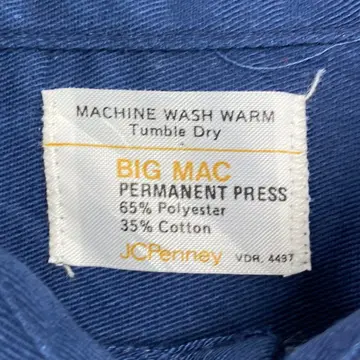 MACHINE WASH WARM
Tumble Dry
BIG MAC
PERMANENT PRESS
65% Polyester
35% Cotton
JCPenney VDR. 4497